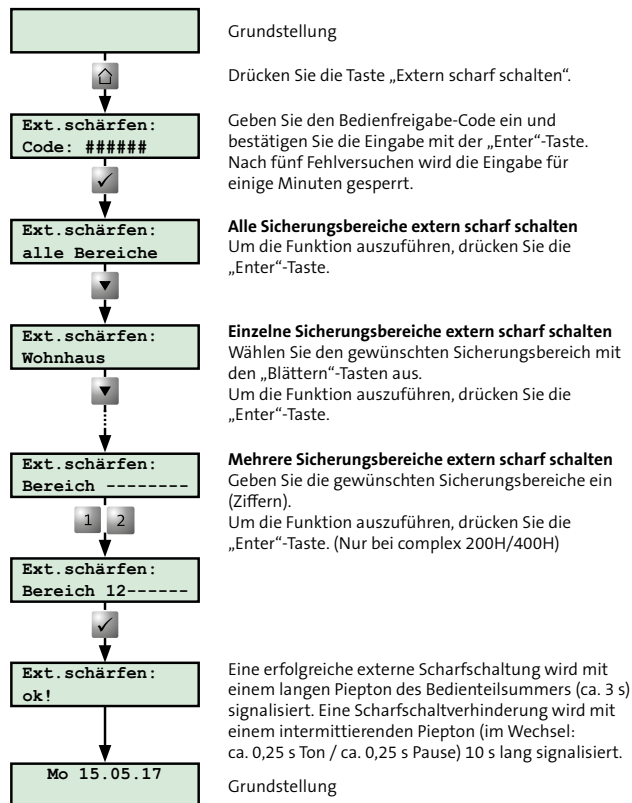 Grundstellung
Drücken Sie die Taste „Extern scharf schalten“.
Ext.schärfen:
Code: ######
Geben Sie den Bedienfreigabe-Code ein und
bestätigen Sie die Eingabe mit der „Enter“-Taste.
Nach fünf Fehlversuchen wird die Eingabe für
einige Minuten gesperrt.
Ext.schärfen:
alle Bereiche
Alle Sicherungsbereiche extern scharf schalten
Um die Funktion auszuführen, drücken Sie die
„Enter“-Taste.
Ext.schärfen:
Wohnhaus
Einzelne Sicherungsbereiche extern scharf schalten
Wählen Sie den gewünschten Sicherungsbereich mit
den „Blättern“-Tasten aus.
Um die Funktion auszuführen, drücken Sie die
„Enter“-Taste.
Ext.schärfen:
Bereich --------
Mehrere Sicherungsbereiche extern scharf schalten
Geben Sie die gewünschten Sicherungsbereiche ein
(Ziffern).
Um die Funktion auszuführen, drücken Sie die
„Enter“-Taste. (Nur bei complex 200H/400H)
1 2
Ext.schärfen:
Bereich 12------
Ext.schärfen:
ok!
Eine erfolgreiche externe Scharfschaltung wird mit
einem langen Piepton des Bedienteilsummers (ca. 3 s)
signalisiert. Eine Scharfschaltverhinderung wird mit
einem intermittierenden Piepton (im Wechsel:
ca. 0,25 s Ton / ca. 0,25 s Pause) 10 s lang signalisiert.
Mo 15.05.17
Grundstellung